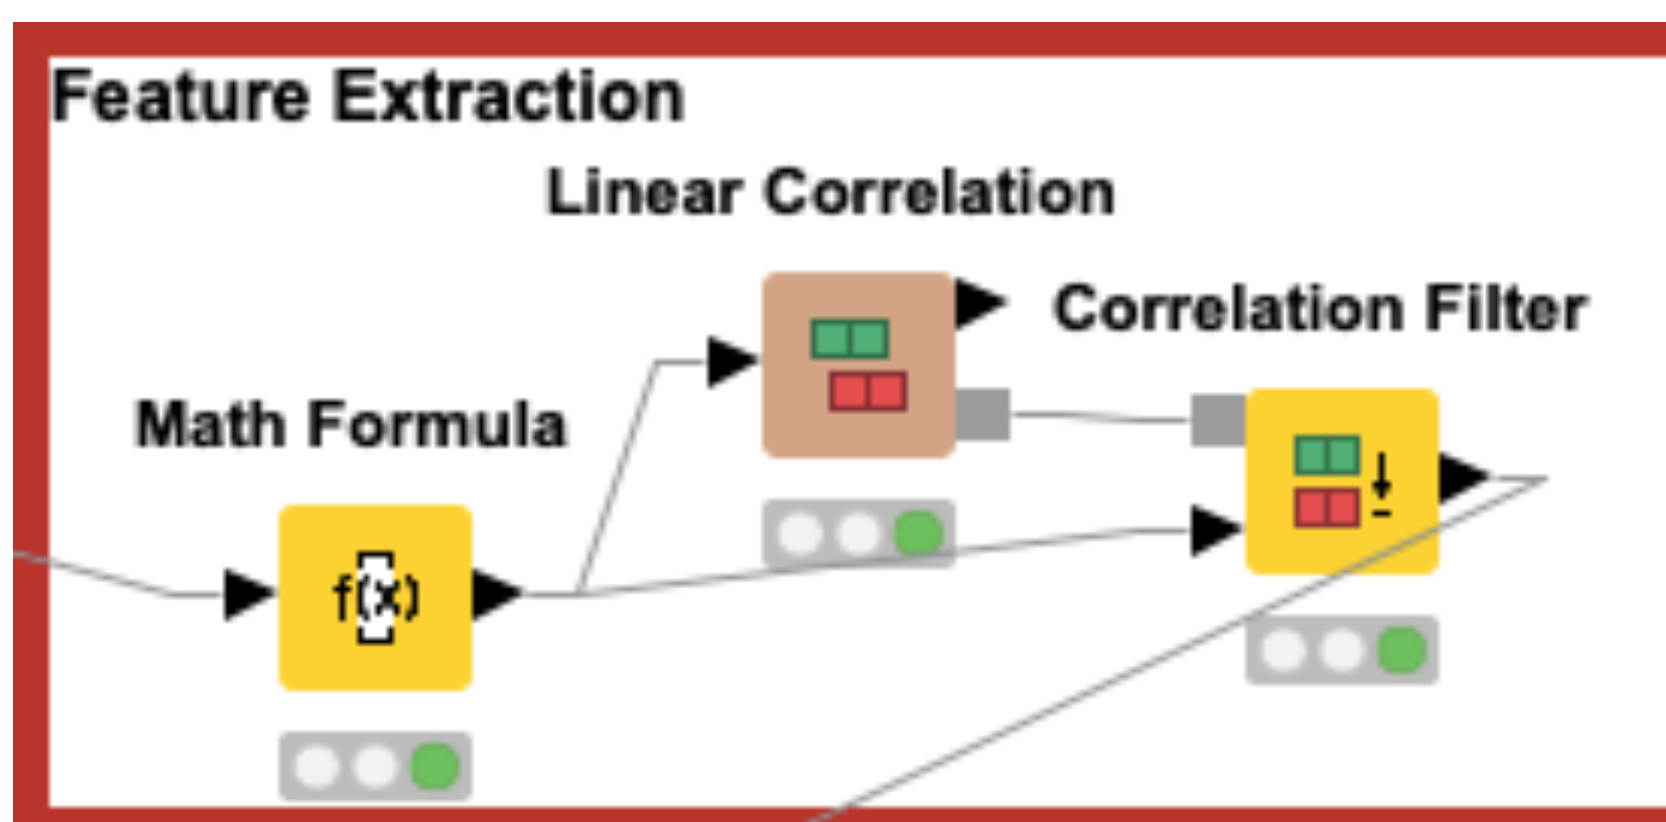 Feature Extraction
Linear Correlation
Correlation Filter
Math Formula
f(x)